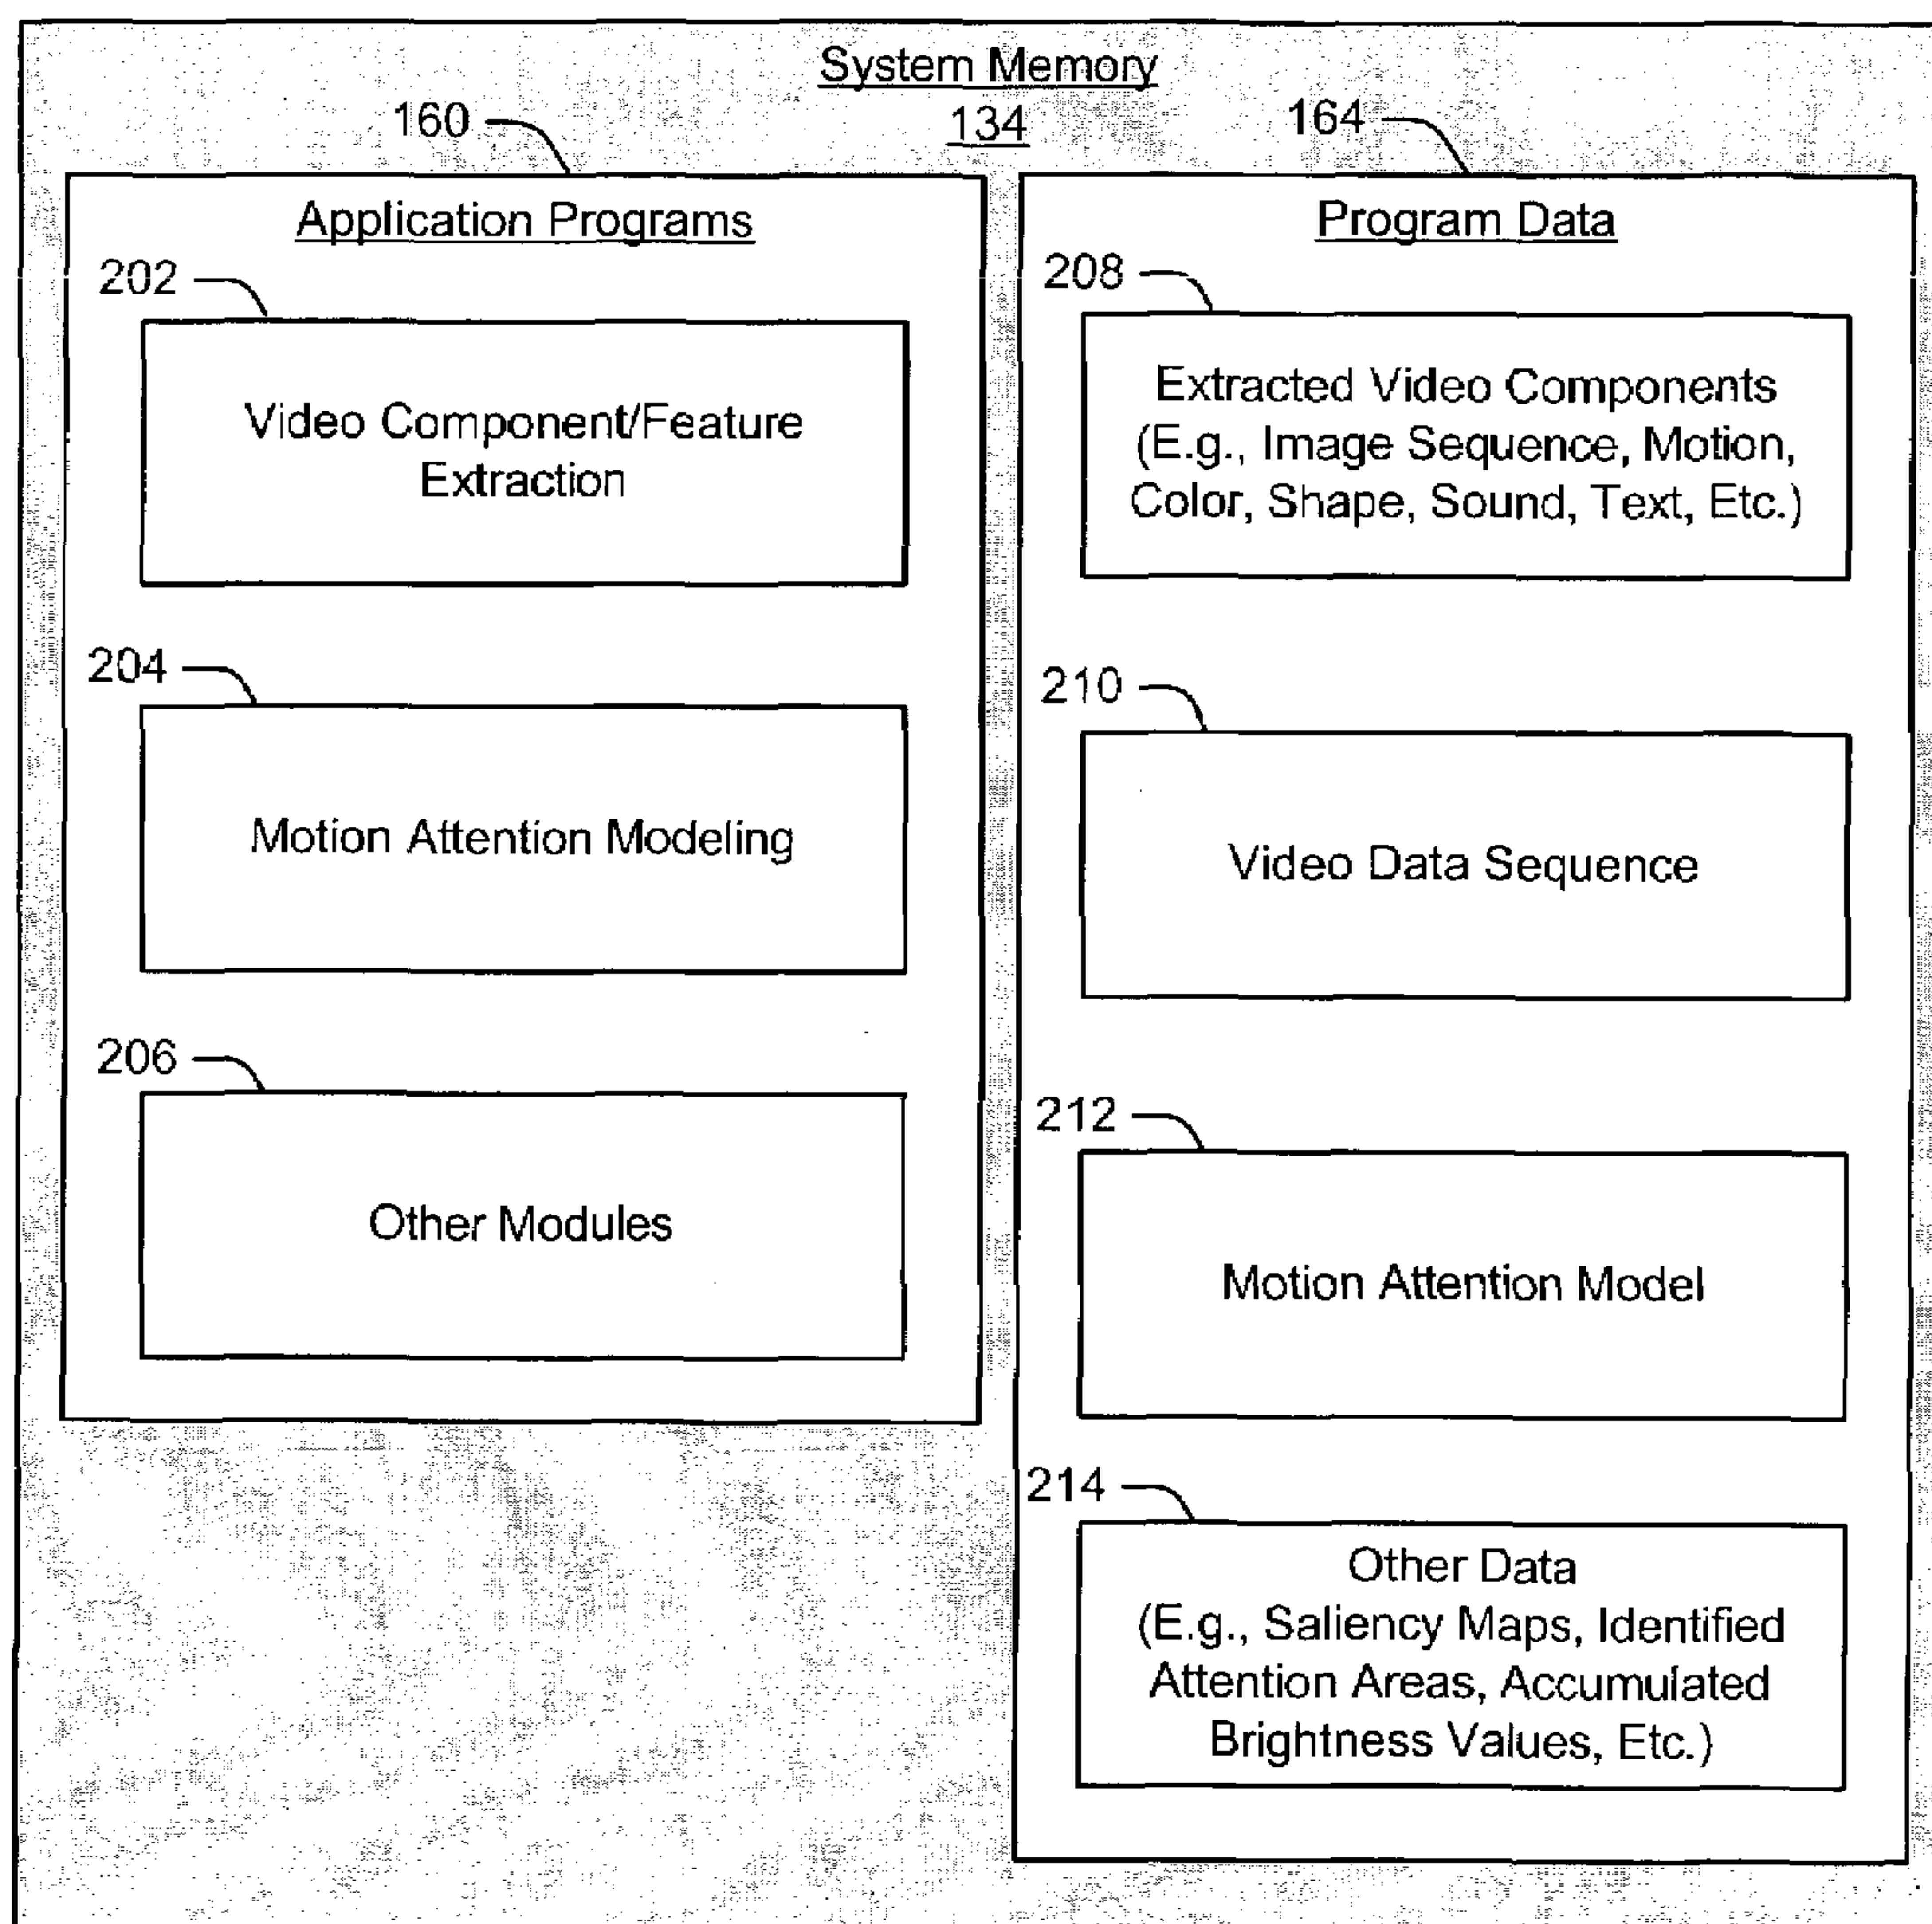 System Memory
134
160
Application Programs
202
Video Component/Feature
Extraction
204
Motion Attention Modeling
206
Other Modules
164
Program Data
208
Extracted Video Components
(E.g., Image Sequence, Motion,
Color, Shape, Sound, Text, Etc.)
210
Video Data Sequence
212
Motion Attention Model
214
Other Data
(E.g., Saliency Maps, Identified
Attention Areas, Accumulated
Brightness Values, Etc.)